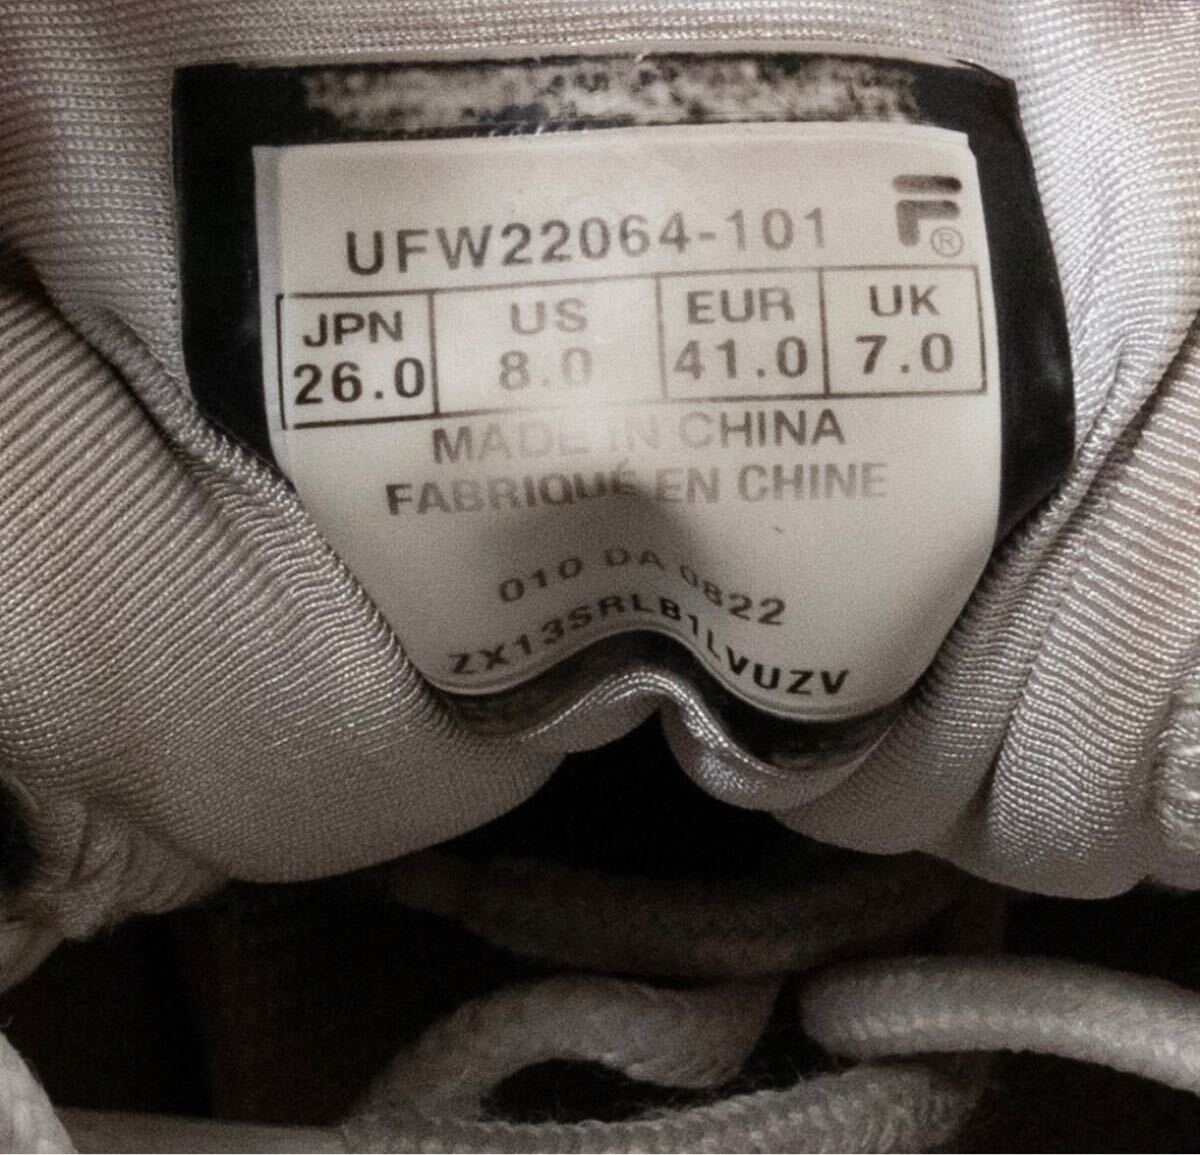 UFW22064-101
F®
JPN US EUR UK
26.0 8.0 41.0 7.0
MADE IN CHINA
FABRIQUÉ EN CHINE
010 DA 0822
ZX13SRLB1LVUZV